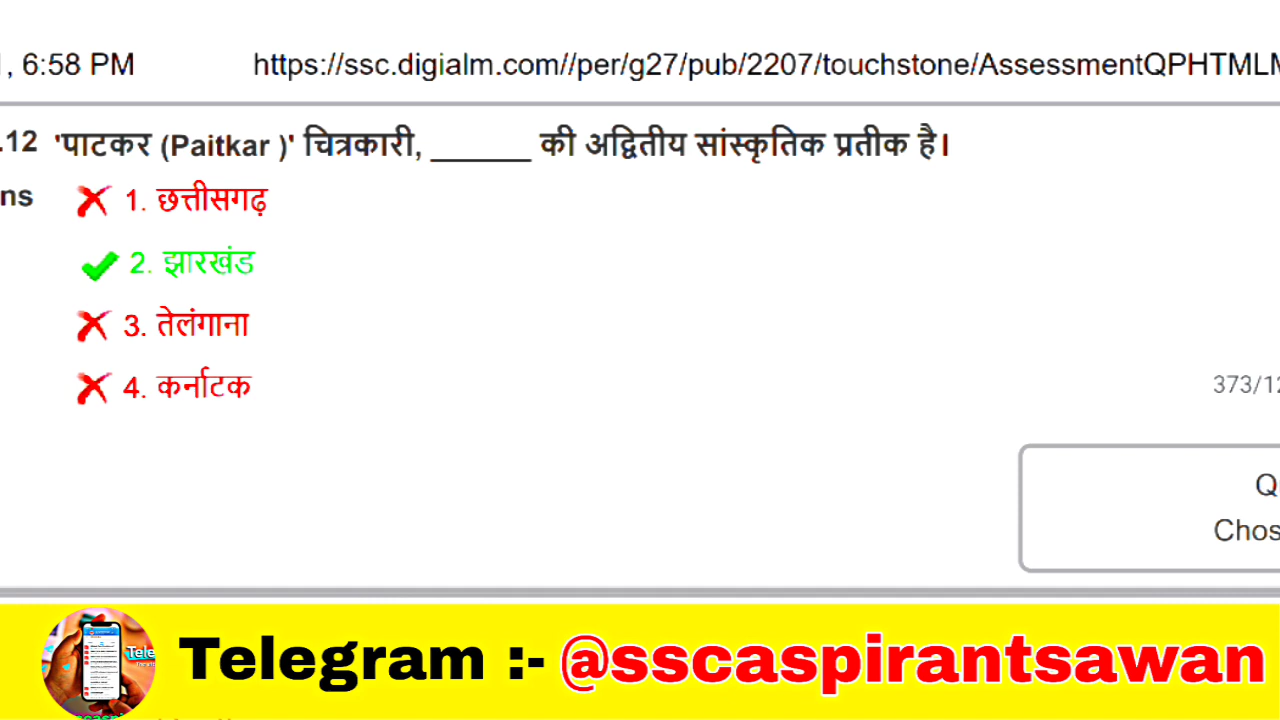 , 6:58 PM https://ssc.digialm.com//per/g27/pub/2207/touchstone/AssessmentQPHTML
.12 'पाटकर (Paitkar )' चित्रकारी, ______ की अद्वितीय सांस्कृतिक प्रतीक है।
ns
1. छत्तीसगढ़
2. झारखंड
3. तेलंगाना
4. कर्नाटक
373/12
Q
Chos
Telegram :- @sscaspirantsawan